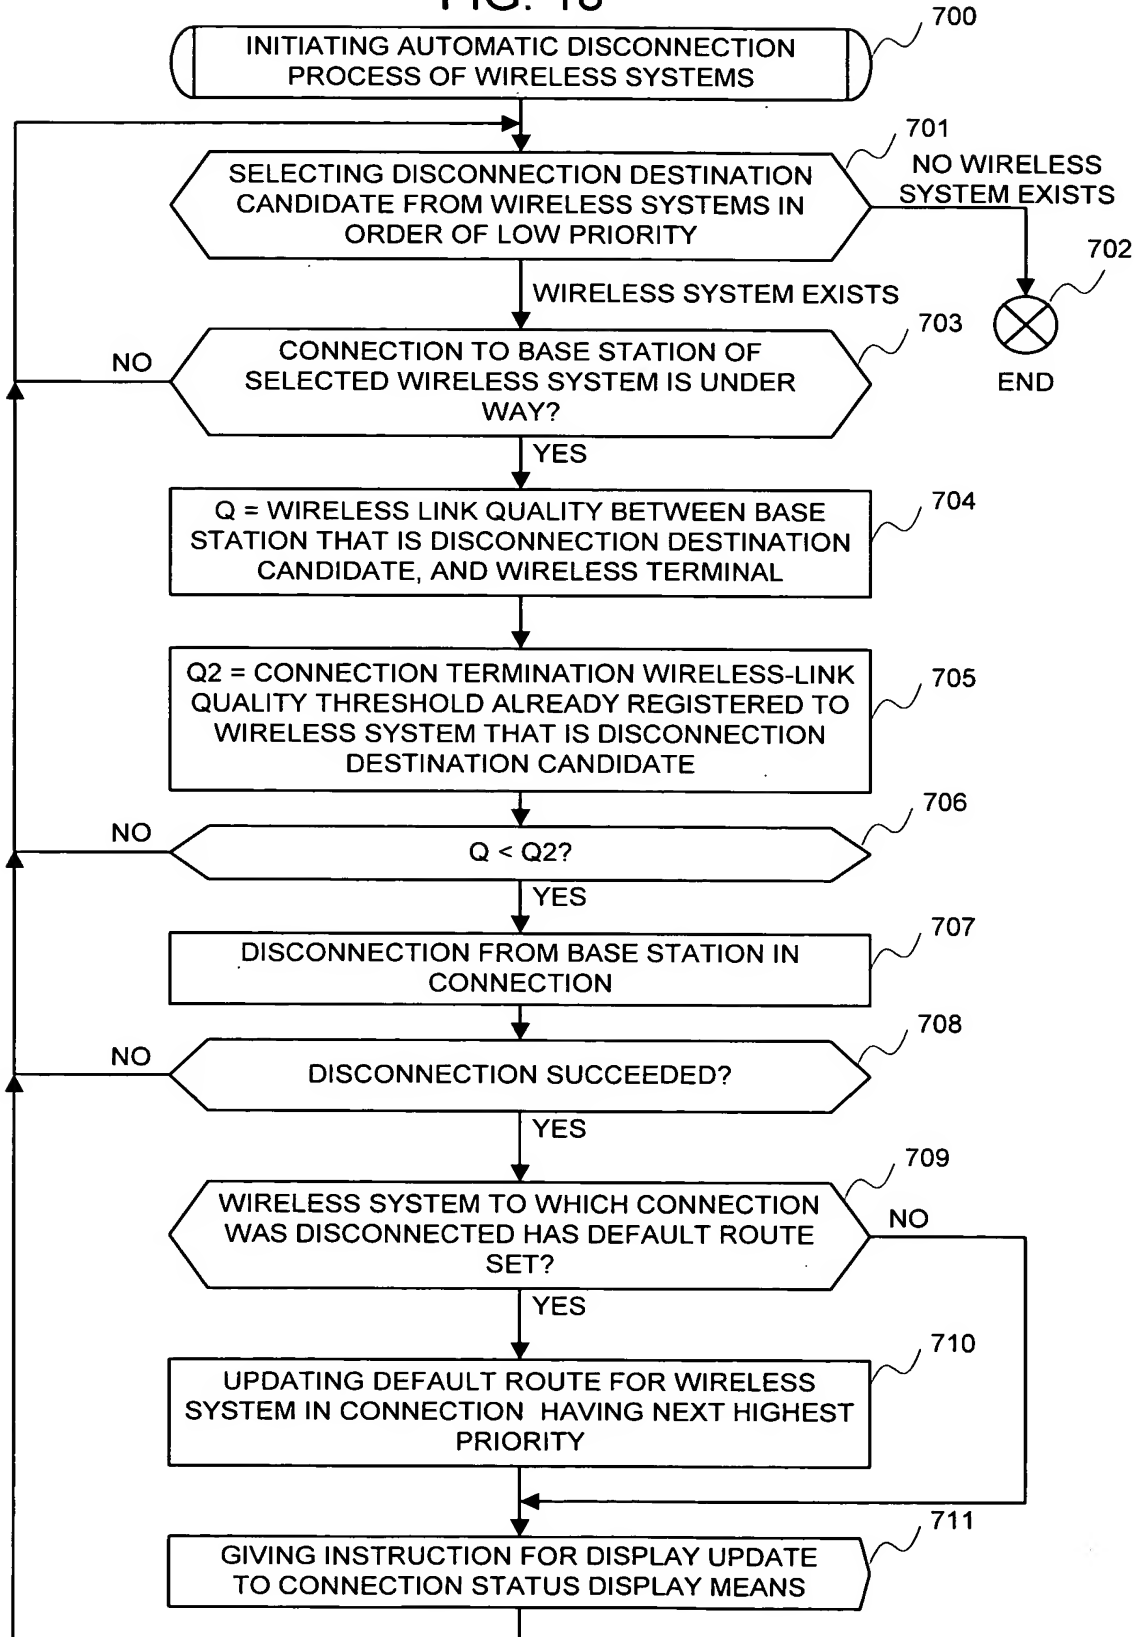 FIG.
700
INITIATING AUTOMATIC DISCONNECTION
PROCESS OF WIRELESS SYSTEMS
701
SELECTING DISCONNECTION DESTINATION
CANDIDATE FROM WIRELESS SYSTEMS IN
ORDER OF LOW PRIORITY
NO WIRELESS
SYSTEM EXISTS
702
END
WIRELESS SYSTEM EXISTS
703
NO
CONNECTION TO BASE STATION OF
SELECTED WIRELESS SYSTEM IS UNDER
WAY?
YES
704
Q = WIRELESS LINK QUALITY BETWEEN BASE
STATION THAT IS DISCONNECTION DESTINATION
CANDIDATE, AND WIRELESS TERMINAL
705
Q2 = CONNECTION TERMINATION WIRELESS-LINK
QUALITY THRESHOLD ALREADY REGISTERED TO
WIRELESS SYSTEM THAT IS DISCONNECTION
DESTINATION CANDIDATE
706
NO
Q < Q2?
YES
707
DISCONNECTION FROM BASE STATION IN
CONNECTION
708
NO
DISCONNECTION SUCCEEDED?
YES
709
WIRELESS SYSTEM TO WHICH CONNECTION
WAS DISCONNECTED HAS DEFAULT ROUTE
SET?
NO
YES
710
UPDATING DEFAULT ROUTE FOR WIRELESS
SYSTEM IN CONNECTION HAVING NEXT HIGHEST
PRIORITY
711
GIVING INSTRUCTION FOR DISPLAY UPDATE
TO CONNECTION STATUS DISPLAY MEANS